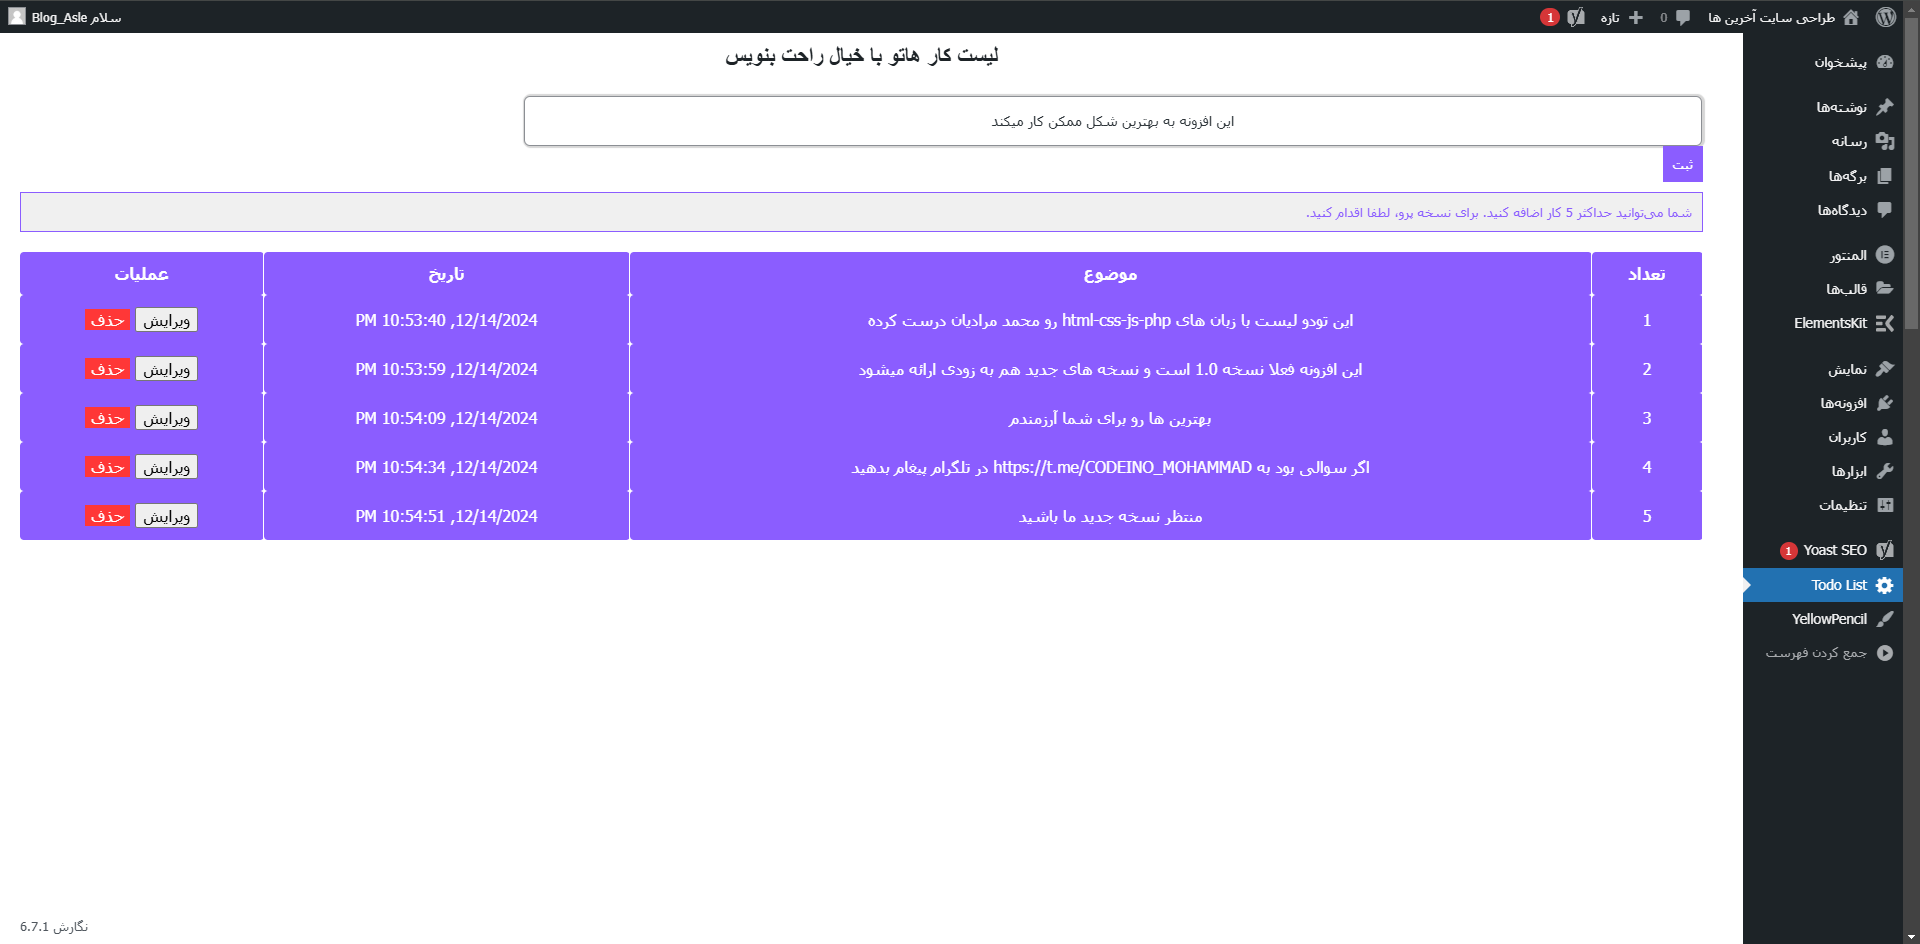 طراحی سایت آخرین ها
0
تازه
1
سلام Blog_Asle
پیشخوان
نوشته‌ها
رسانه
برگه‌ها
دیدگاه‌ها
المنتور
قالب‌ها
ElementsKit
نمایش
افزونه‌ها
کاربران
ابزارها
تنظیمات
Yoast SEO 1
Todo List
YellowPencil
جمع کردن فهرست
لیست کار هاتو با خیال راحت بنویس
این افزونه به بهترین شکل ممکن کار میکند
ثبت
شما می‌توانید حداکثر 5 کار اضافه کنید. برای نسخه پرو، لطفا اقدام کنید.
تعداد موضوع تاریخ عملیات
1 این تودو لیست با زبان های html-css-js-php رو محمد مرادیان درست کرده 12/14/2024, 10:53:40 PM ویرایش حذف
2 این افزونه فعلا نسخه 1.0 است و نسخه های جدید هم به زودی ارائه میشود 12/14/2024, 10:53:59 PM ویرایش حذف
3 بهترین ها رو برای شما آرزمندم 12/14/2024, 10:54:09 PM ویرایش حذف
4 اگر سوالی بود به https://t.me/CODEINO_MOHAMMAD در تلگرام پیغام بدهید 12/14/2024, 10:54:34 PM ویرایش حذف
5 منتظر نسخه جدید ما باشید 12/14/2024, 10:54:51 PM ویرایش حذف
نگارش 6.7.1